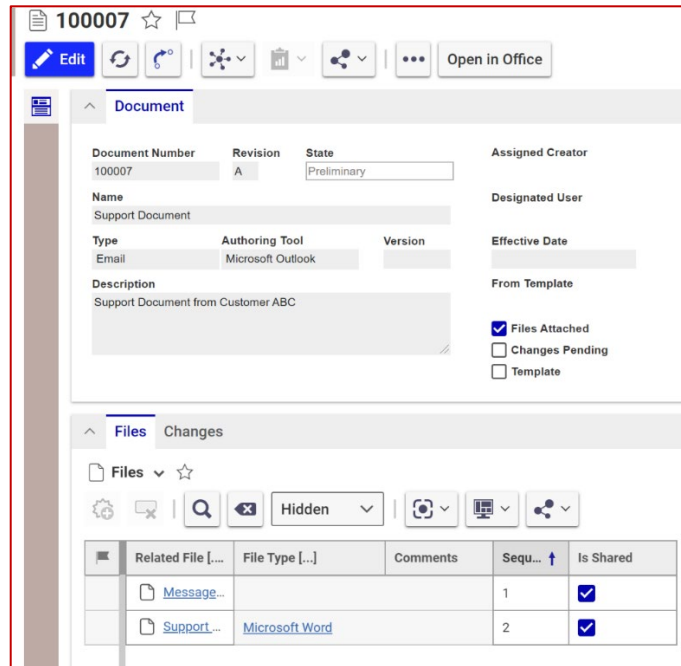 100007
Edit
Open in Office
Document
Document Number Revision State Assigned Creator
100007 A Preliminary
Name Designated User
Support Document
Type Authoring Tool Version Effective Date
Email Microsoft Outlook
Description From Template
Support Document from Customer ABC
Files Attached
Changes Pending
Template
Files Changes
Files
Hidden
Related File [.... File Type [...] Comments Sequ... Is Shared
Message... 1
Support ... Microsoft Word 2